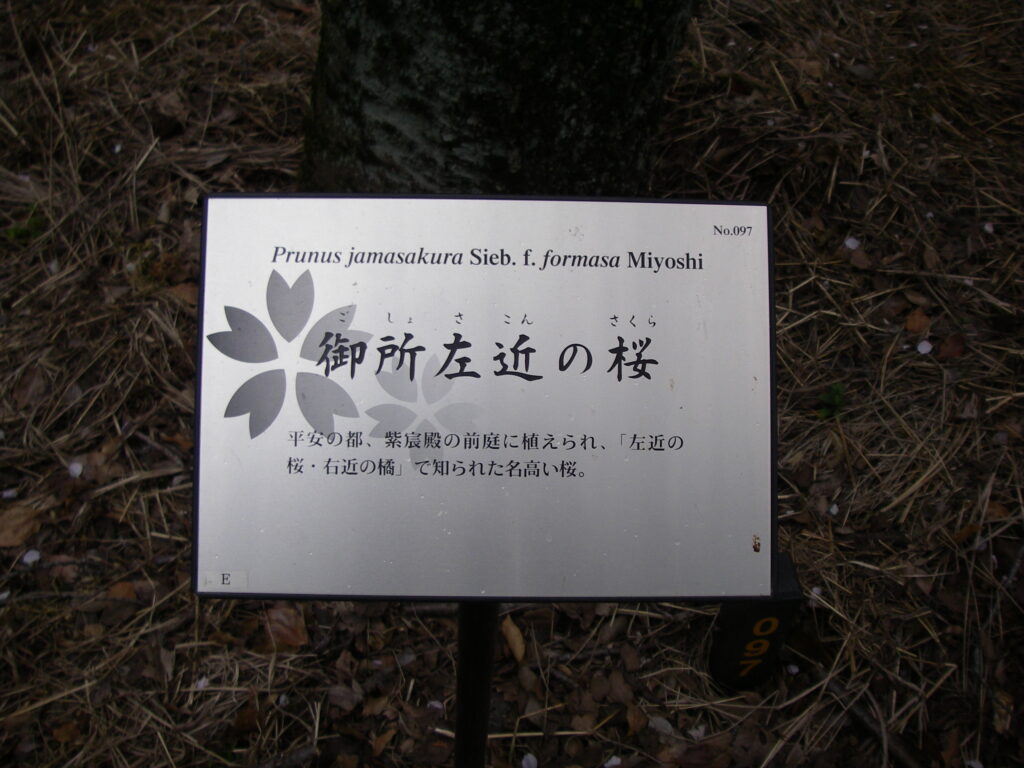 No.097
Prunus jamasakura Sieb. f. formasa Miyoshi
ごしょさこん さくら
御所左近の桜
平安の都、紫宸殿の前庭に植えられ、「左近の
桜・右近の橘」で知られた名高い桜。
E
097